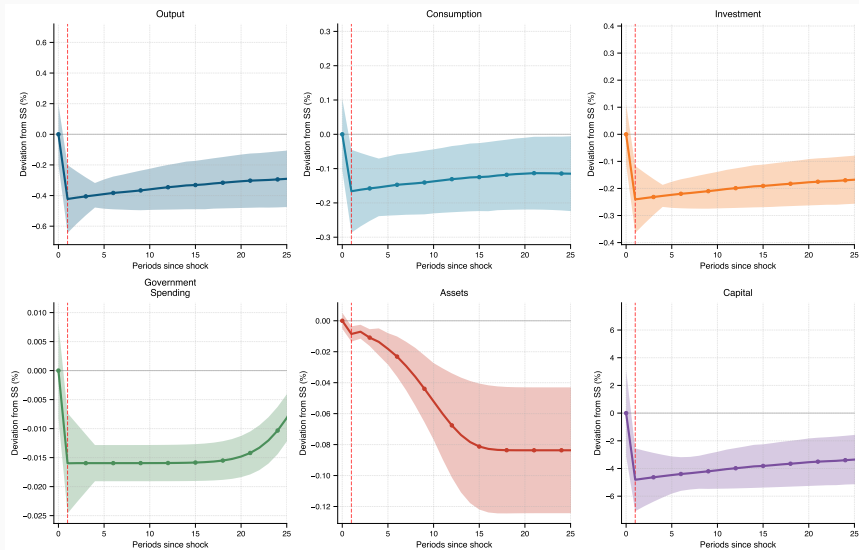 Output
Deviation from SS (%)
0.6
0.4
0.2
0.0
−0.2
−0.4
−0.6
0 5 10 15 20 25
Periods since shock
Consumption
Deviation from SS (%)
0.3
0.2
0.1
0.0
−0.1
−0.2
−0.3
0 5 10 15 20 25
Periods since shock
Investment
Deviation from SS (%)
0.4
0.3
0.2
0.1
0.0
−0.1
−0.2
−0.3
−0.4
0 5 10 15 20 25
Periods since shock
Government
Spending
Deviation from SS (%)
0.010
0.005
0.000
−0.005
−0.010
−0.015
−0.020
−0.025
0 5 10 15 20 25
Periods since shock
Assets
Deviation from SS (%)
0.00
−0.02
−0.04
−0.06
−0.08
−0.10
−0.12
0 5 10 15 20 25
Periods since shock
Capital
Deviation from SS (%)
6
4
2
0
−2
−4
−6
0 5 10 15 20 25
Periods since shock